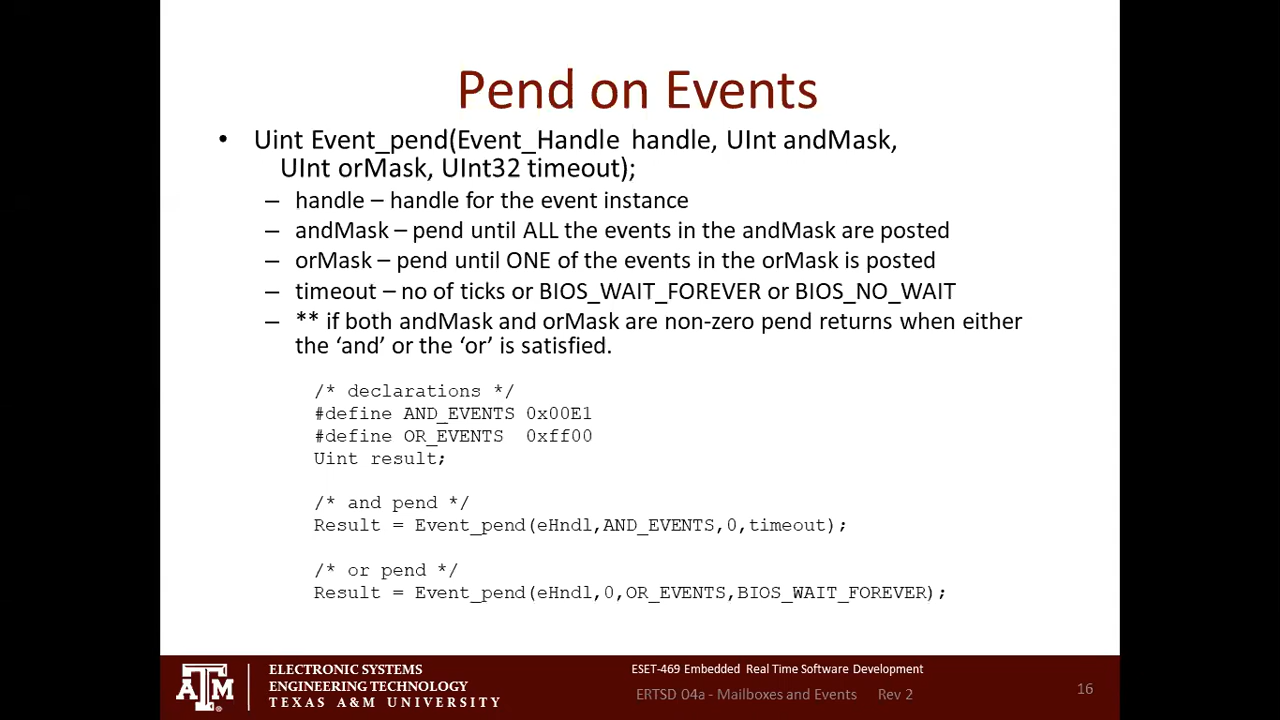 Pend on Events
• Uint Event_pend(Event_Handle handle, UInt andMask,
UInt orMask, UInt32 timeout);
– handle – handle for the event instance
– andMask – pend until ALL the events in the andMask are posted
– orMask – pend until ONE of the events in the orMask is posted
– timeout – no of ticks or BIOS_WAIT_FOREVER or BIOS_NO_WAIT
– ** if both andMask and orMask are non-zero pend returns when either
the ‘and’ or the ‘or’ is satisfied.
/* declarations */
#define AND_EVENTS 0x00E1
#define OR_EVENTS  0xff00
Uint result;
/* and pend */
Result = Event_pend(eHndl,AND_EVENTS,0,timeout);
/* or pend */
Result = Event_pend(eHndl,0,OR_EVENTS,BIOS_WAIT_FOREVER);
ATM
ELECTRONIC SYSTEMS
ENGINEERING TECHNOLOGY
TEXAS A&M UNIVERSITY
ESET-469 Embedded Real Time Software Development
ERTSD 04a - Mailboxes and Events Rev 2
16